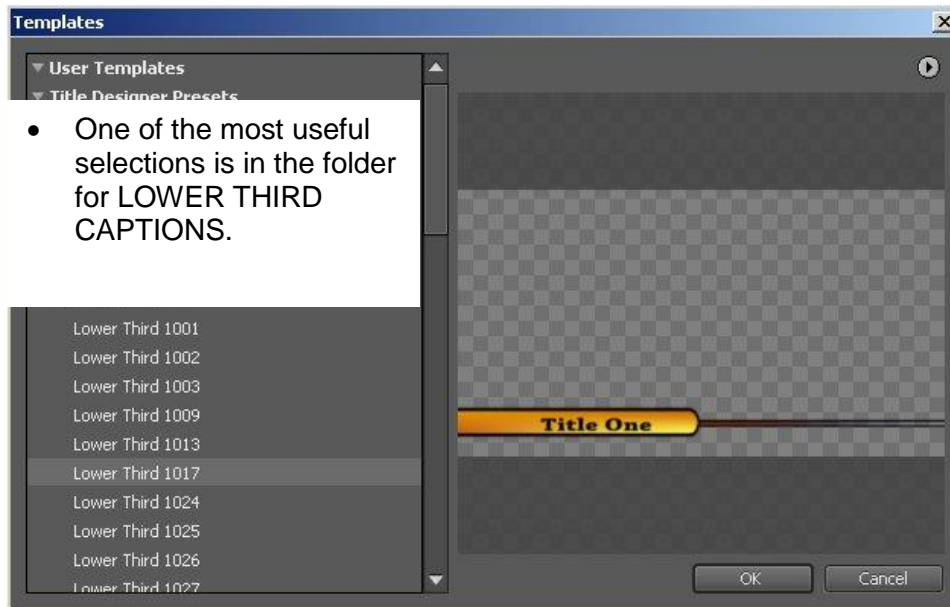 Templates
User Templates
Title Designer Presets
• One of the most useful
selections is in the folder
for LOWER THIRD
CAPTIONS.
Lower Third 1001
Lower Third 1002
Lower Third 1003
Lower Third 1009
Lower Third 1013
Lower Third 1017
Lower Third 1024
Lower Third 1025
Lower Third 1026
Lower Third 1027
Title One
OK
Cancel